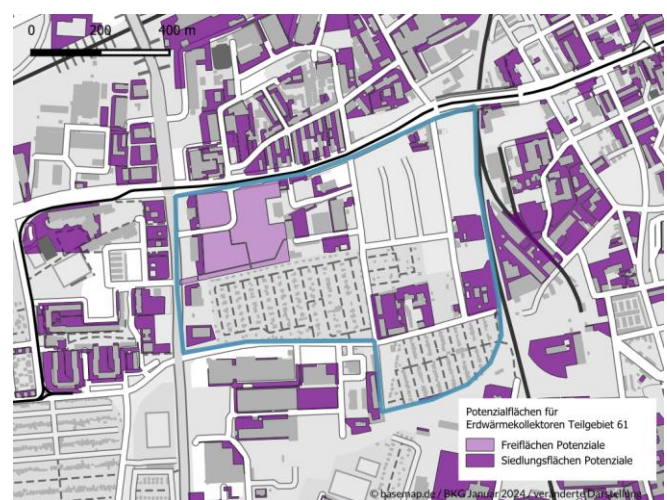 0 200 400 m
Potenzialflächen für
Erdwärmekollektoren Teilgebiet 61
Freiflächen Potenziale
Siedlungsflächen Potenziale
© basemap.de / BKG Januar 2024 / veränderte Darstellung